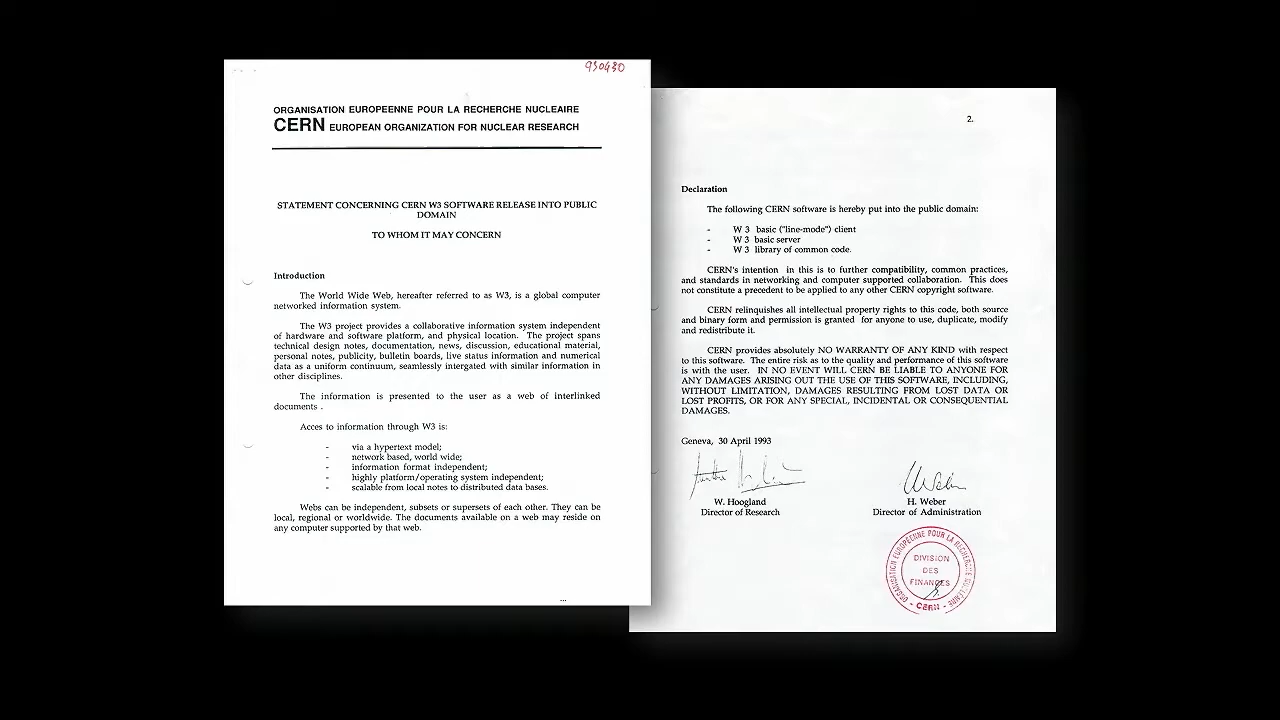 930430
ORGANISATION EUROPEENNE POUR LA RECHERCHE NUCLEAIRE
CERN EUROPEAN ORGANIZATION FOR NUCLEAR RESEARCH
STATEMENT CONCERNING CERN W3 SOFTWARE RELEASE INTO PUBLIC
DOMAIN
TO WHOM IT MAY CONCERN
Introduction
The World Wide Web, hereafter referred to as W3, is a global computer
networked information system.
The W3 project provides a collaborative information system independent
of hardware and software platform, and physical location. The project spans
technical design notes, documentation, news, discussion, educational material,
personal notes, publicity, bulletin boards, live status information and numerical
data as a uniform continuum, seamlessly intergated with similar information in
other disciplines.
The information is presented to the user as a web of interlinked
documents .
Acces to information through W3 is:
- via a hypertext model;
- network based, world wide;
- information format independent;
- highly platform/operating system independent;
- scalable from local notes to distributed data bases.
Webs can be independent, subsets or supersets of each other. They can be
local, regional or worldwide. The documents available on a web may reside on
any computer supported by that web.
...
2.
Declaration
The following CERN software is hereby put into the public domain:
- W 3 basic ("line-mode") client
- W 3 basic server
- W 3 library of common code.
CERN's intention in this is to further compatibility, common practices,
and standards in networking and computer supported collaboration. This does
not constitute a precedent to be applied to any other CERN copyright software.
CERN relinquishes all intellectual property rights to this code, both source
and binary form and permission is granted for anyone to use, duplicate, modify
and redistribute it.
CERN provides absolutely NO WARRANTY OF ANY KIND with respect
to this software. The entire risk as to the quality and performance of this software
is with the user. IN NO EVENT WILL CERN BE LIABLE TO ANYONE FOR
ANY DAMAGES ARISING OUT THE USE OF THIS SOFTWARE, INCLUDING,
WITHOUT LIMITATION, DAMAGES RESULTING FROM LOST DATA OR
LOST PROFITS, OR FOR ANY SPECIAL, INCIDENTAL OR CONSEQUENTIAL
DAMAGES.
Geneva, 30 April 1993
W. Hoogland
Director of Research
H. Weber
Director of Administration
ORGANISATION EUROPÉENNE POUR LA RECHERCHE NUCLÉAIRE
DIVISION
DES
FINANCES
- CERN -